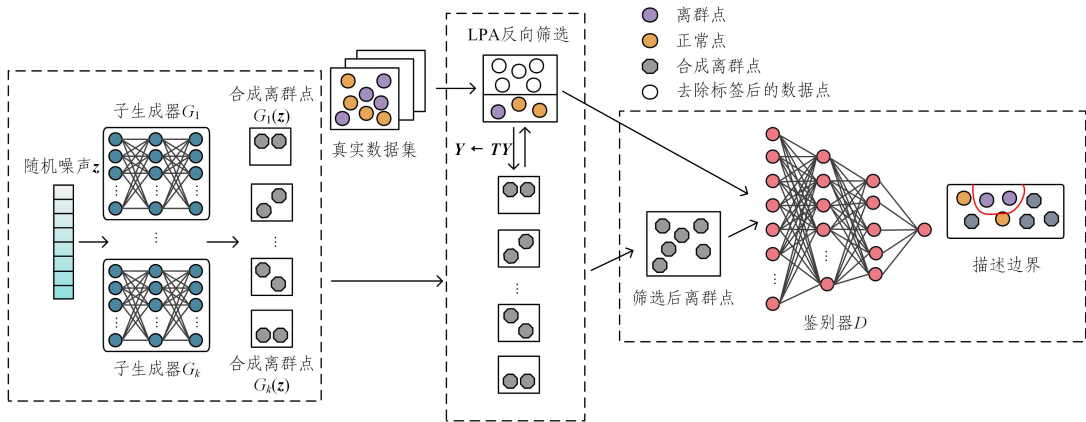 离群点
正常点
合成离群点
去除标签后的数据点
LPA反向筛选
子生成器G1
合成离群点
G1(z)
随机噪声z
...
...
...
子生成器Gk
合成离群点
Gk(z)
真实数据集
Y ← TY
...
筛选后离群点
鉴别器D
描述边界